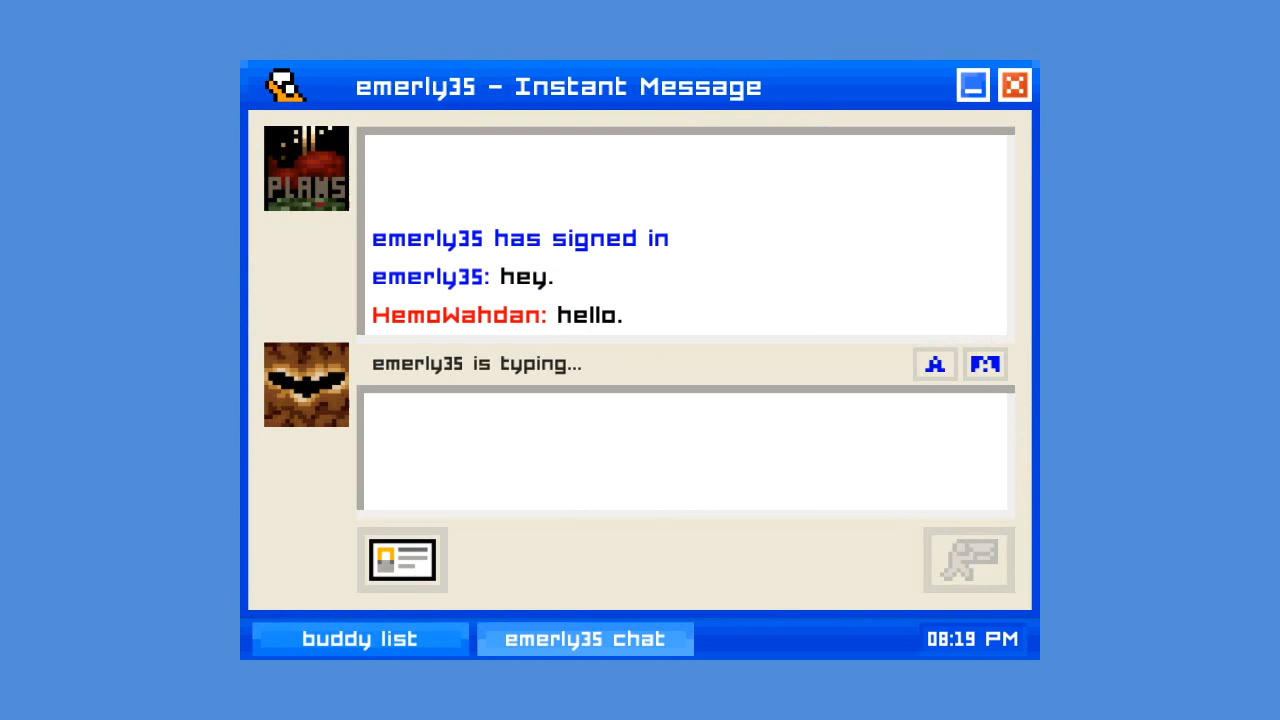 emerly35 - Instant Message
PLANS
emerly35 has signed in
emerly35: hey.
HemoWahdan: hello.
emerly35 is typing...
A
buddy list
emerly35 chat
08:19 PM